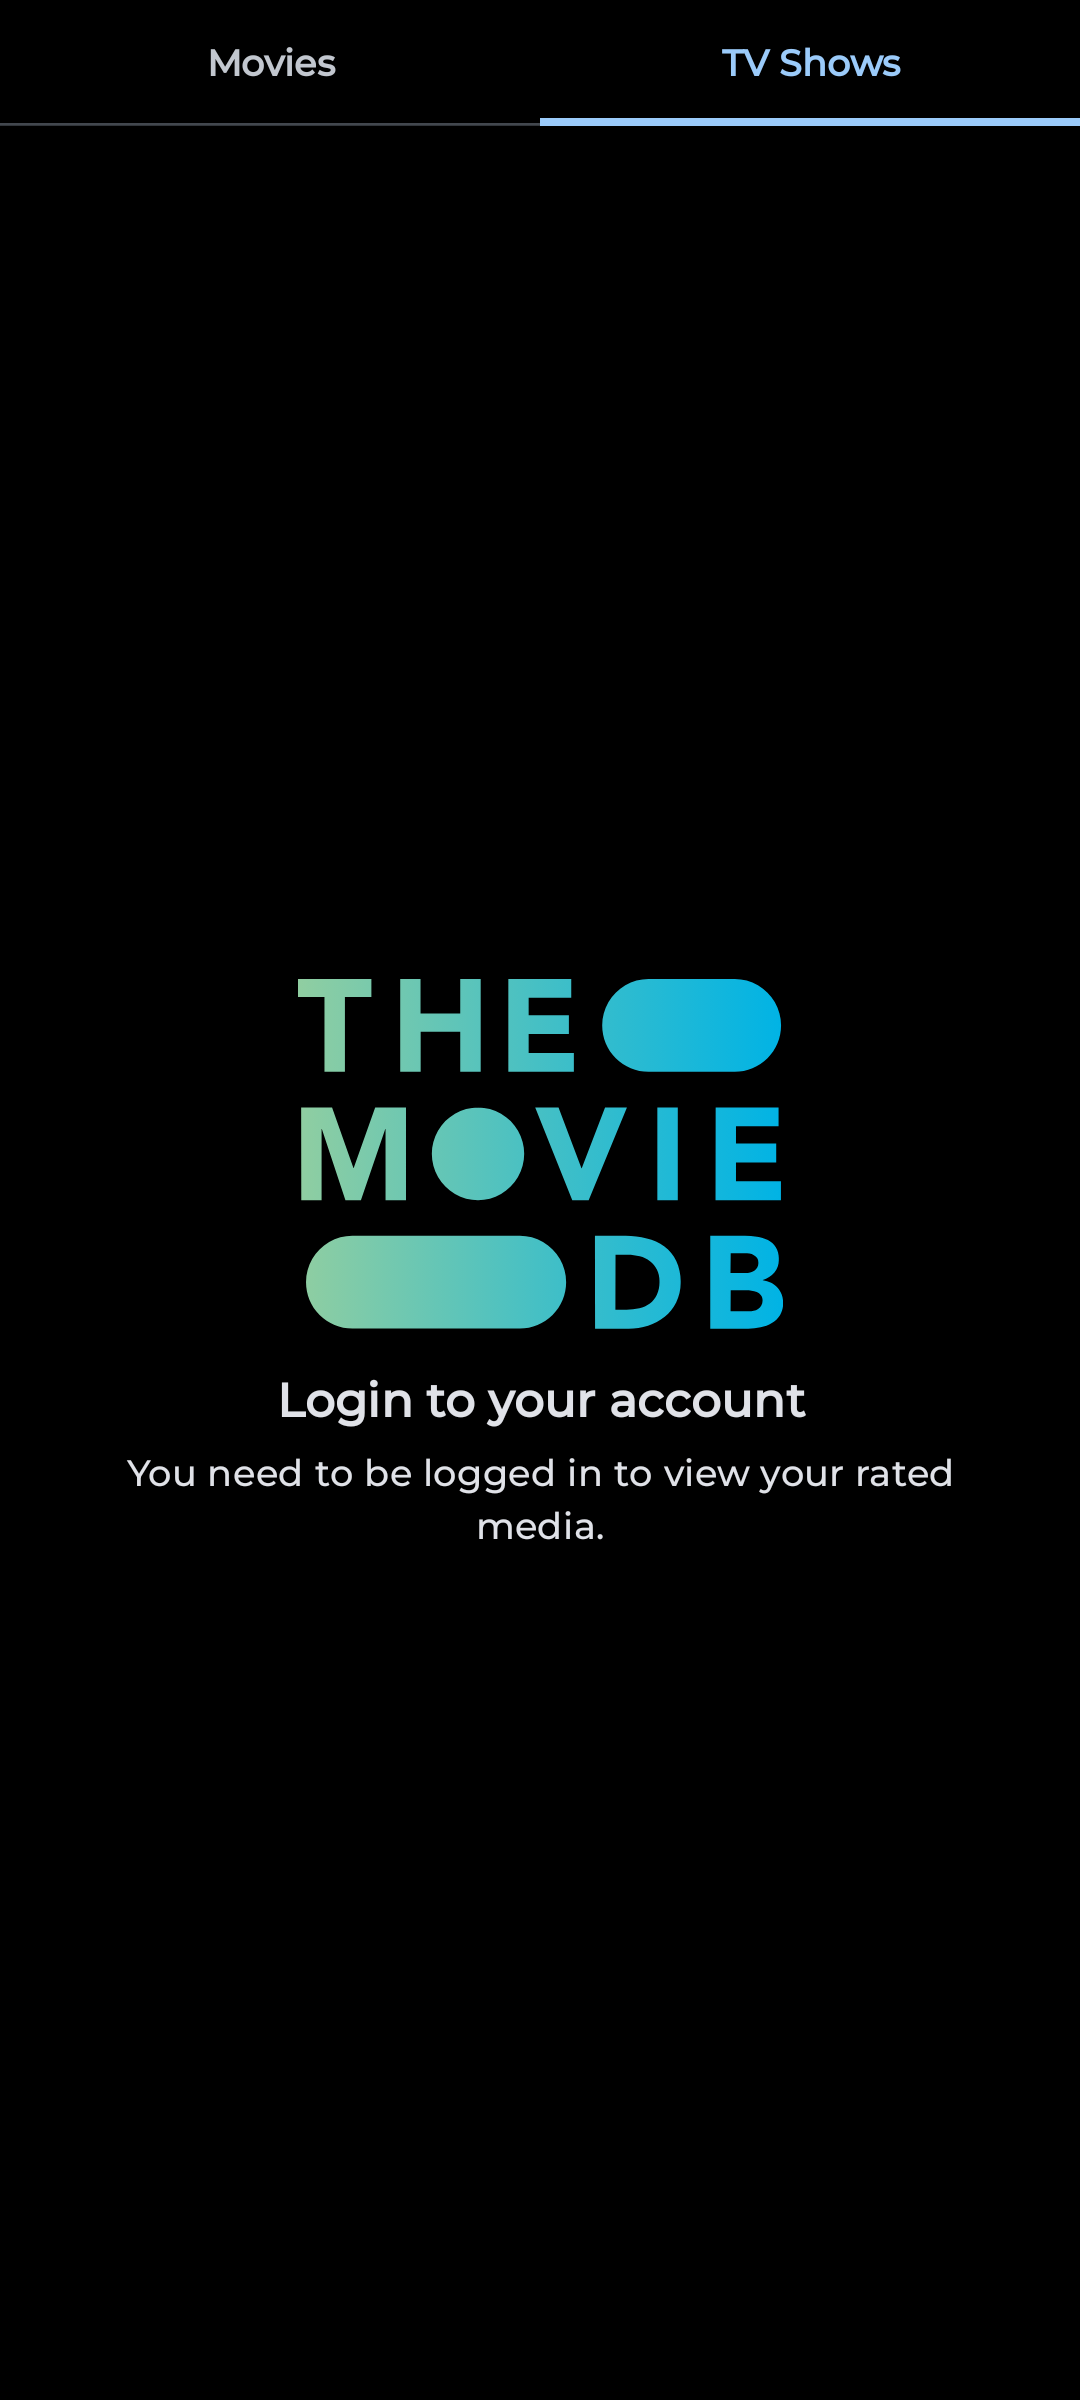 Movies
TV Shows
THE
MOVIE
DB
Login to your account
You need to be logged in to view your rated
media.